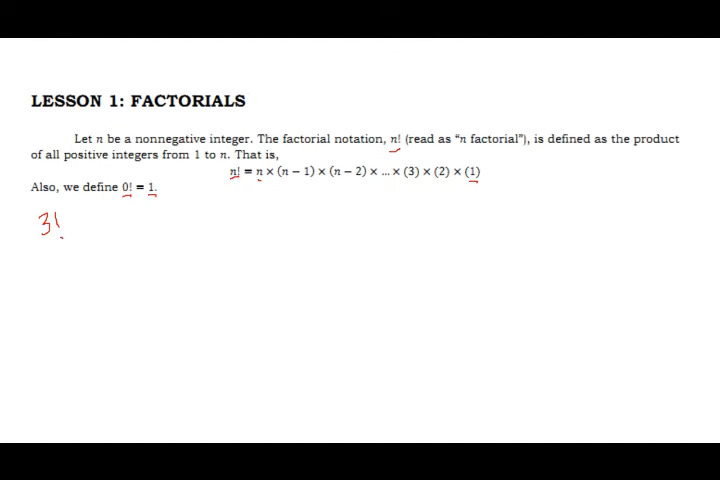 LESSON 1: FACTORIALS
Let n be a nonnegative integer. The factorial notation, n! (read as “n factorial”), is defined as the product
of all positive integers from 1 to n. That is,
n! = n × (n − 1) × (n − 2) × … × (3) × (2) × (1)
Also, we define 0! = 1.
3!